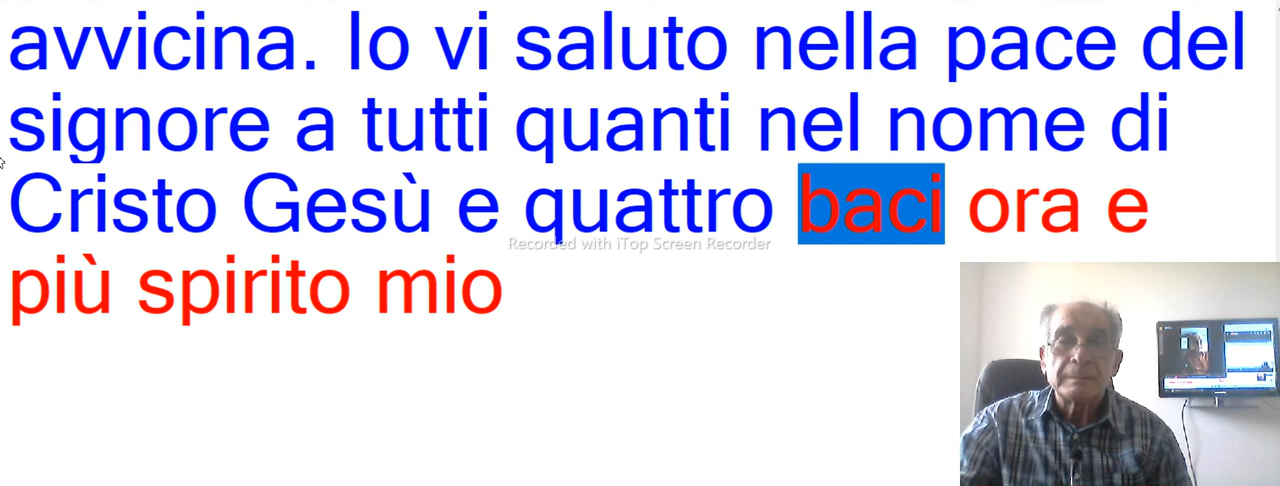 avvicina. Io vi saluto nella pace del
signore a tutti quanti nel nome di
Cristo Gesù e quattro baci ora e
Recorded with iTop Screen Recorder
più spirito mio